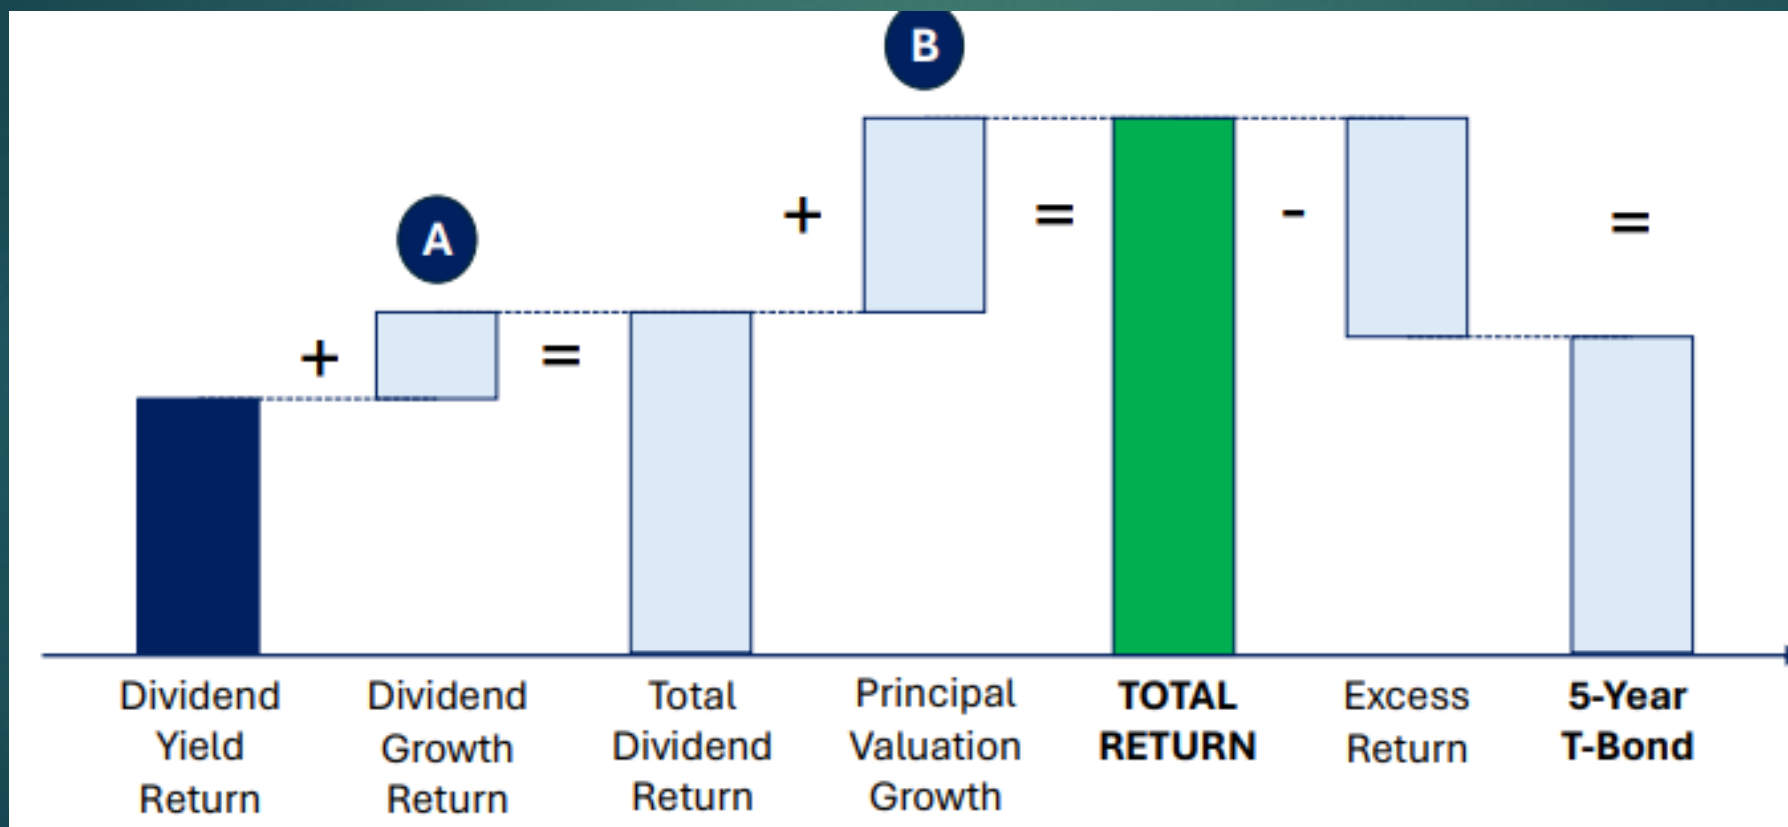 B
A
+
=
+
=
-
=
Dividend
Yield
Return
Dividend
Growth
Return
Total
Dividend
Return
Principal
Valuation
Growth
TOTAL
RETURN
Excess
Return
5-Year
T-Bond